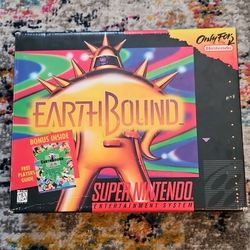 Only For
Nintendo
EARTHBOUND
BONUS INSIDE
FREE
PLAYER'S
GUIDE
SUPER NINTENDO
ENTERTAINMENT SYSTEM